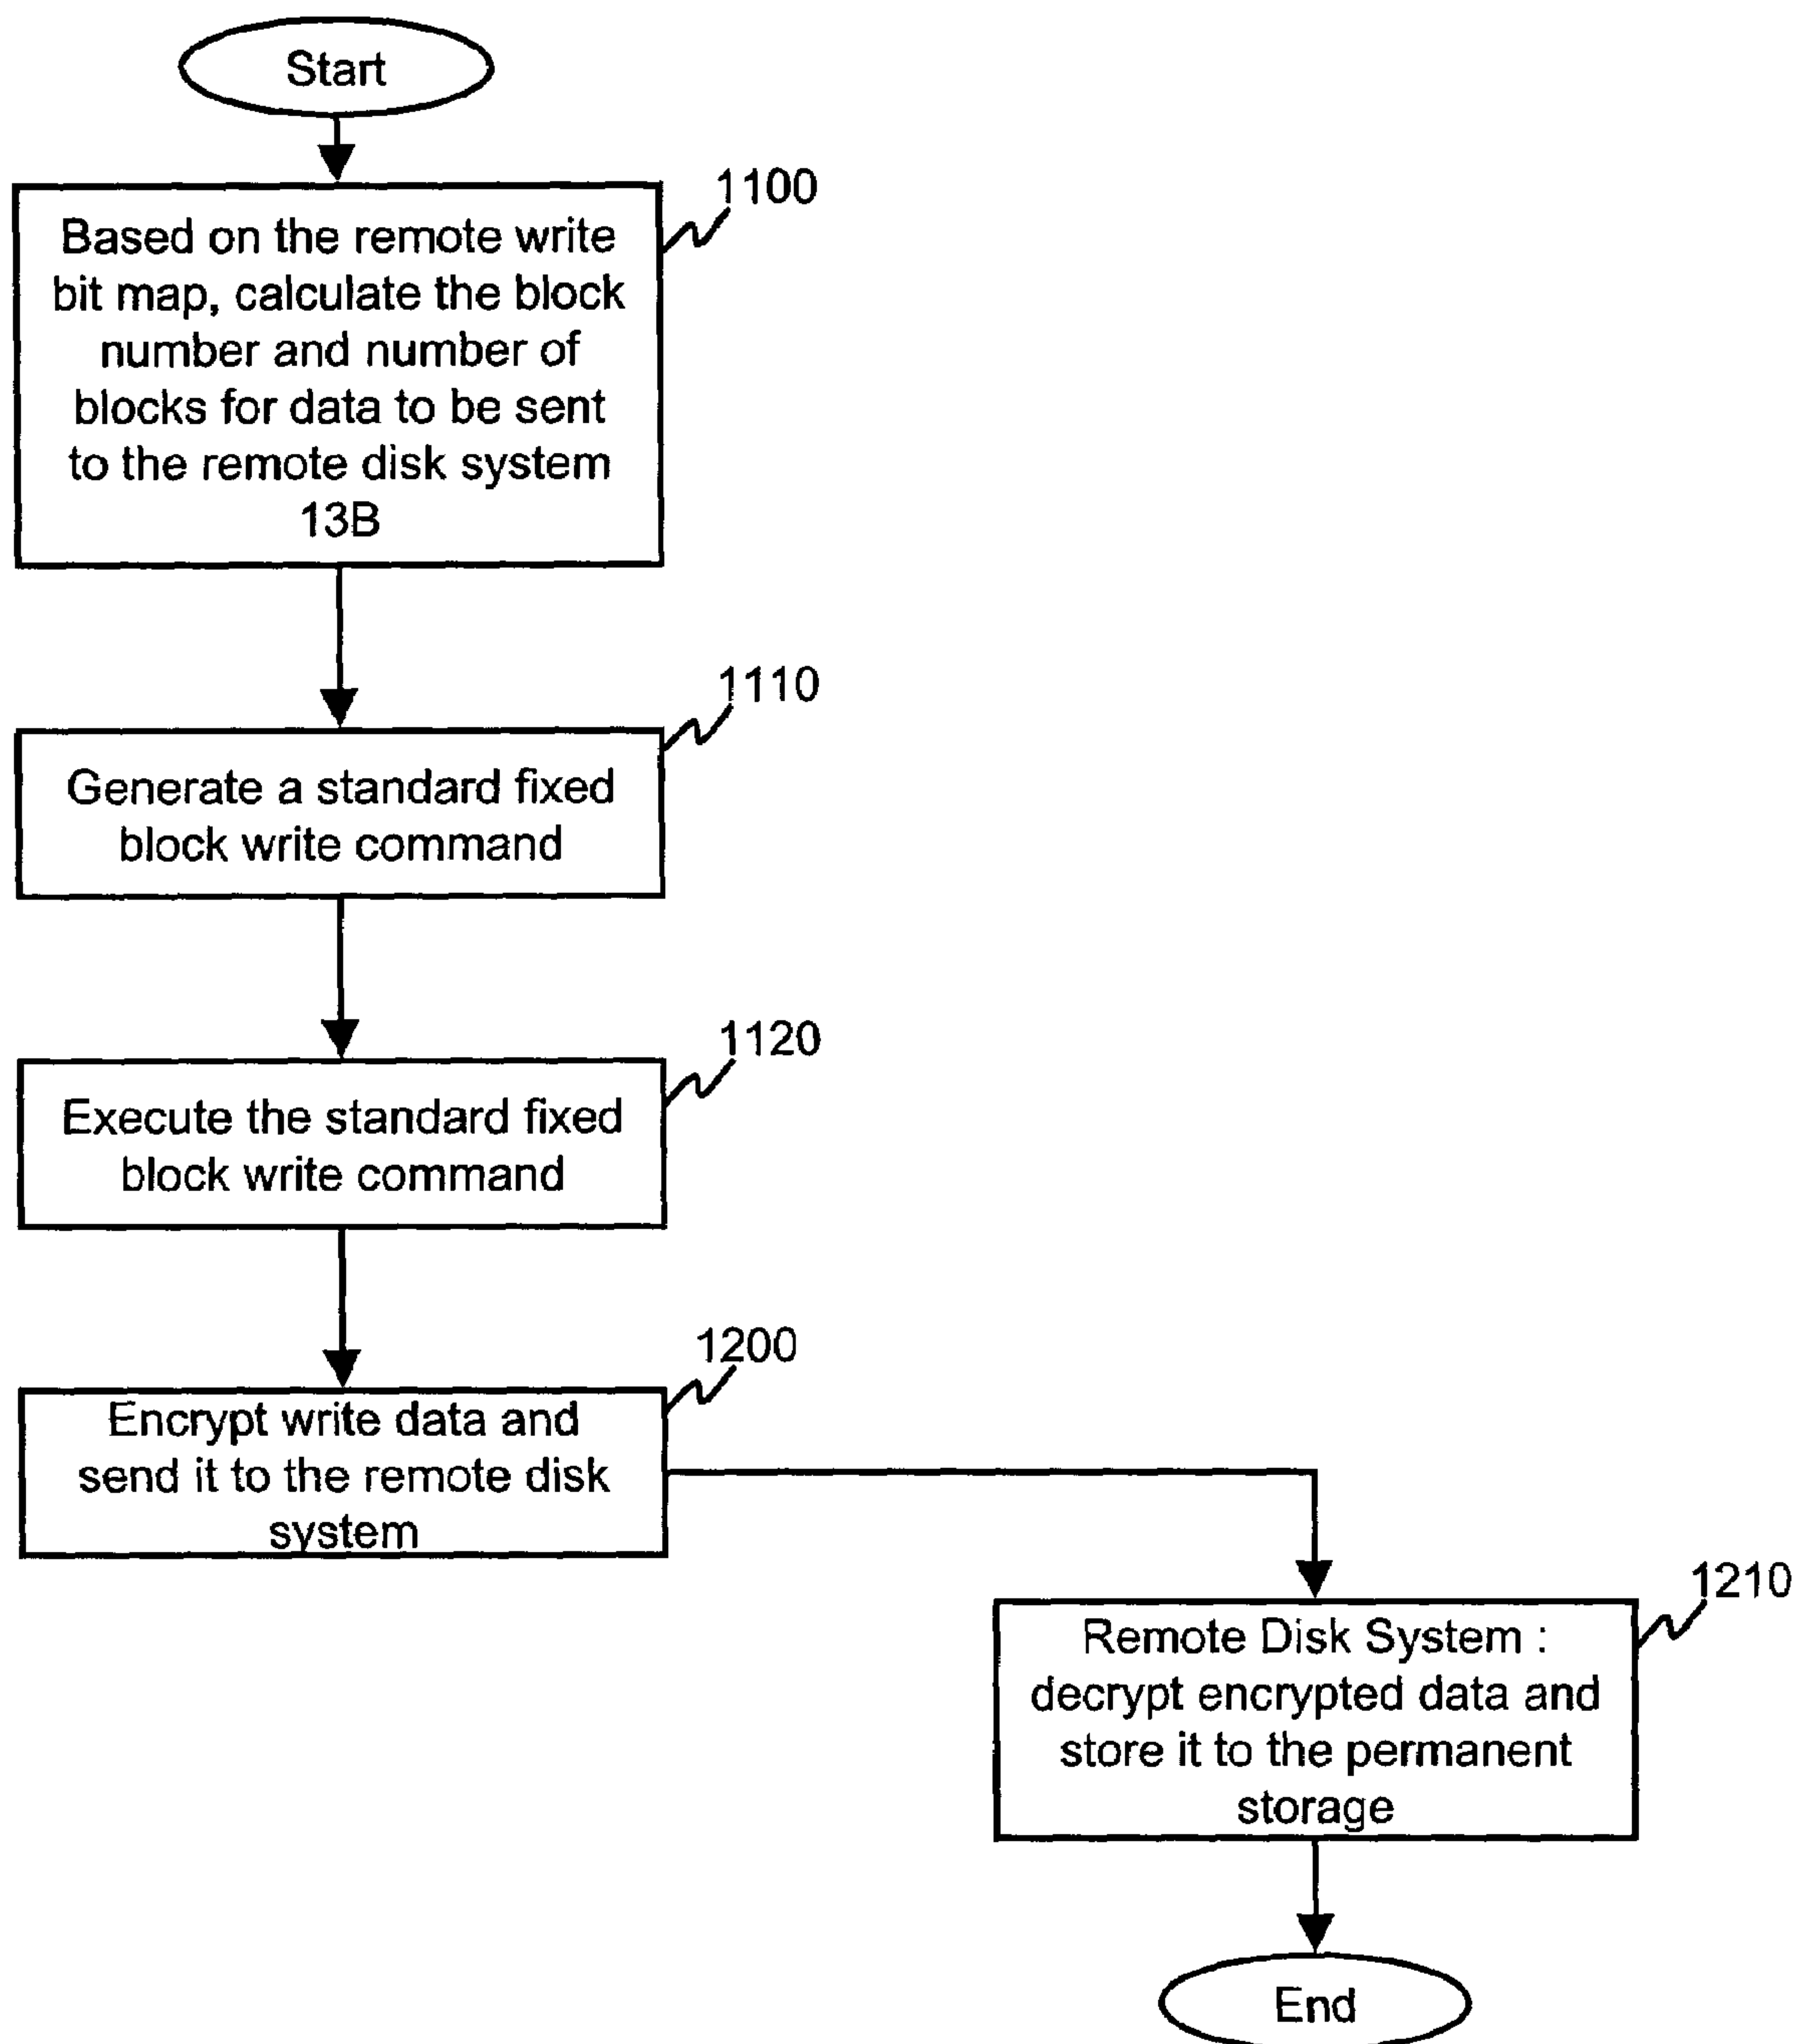 Start
1100
Based on the remote write
bit map, calculate the block
number and number of
blocks for data to be sent
to the remote disk system
13B
1110
Generate a standard fixed
block write command
1120
Execute the standard fixed
block write command
1200
Encrypt write data and
send it to the remote disk
system
1210
Remote Disk System :
decrypt encrypted data and
store it to the permanent
storage
End